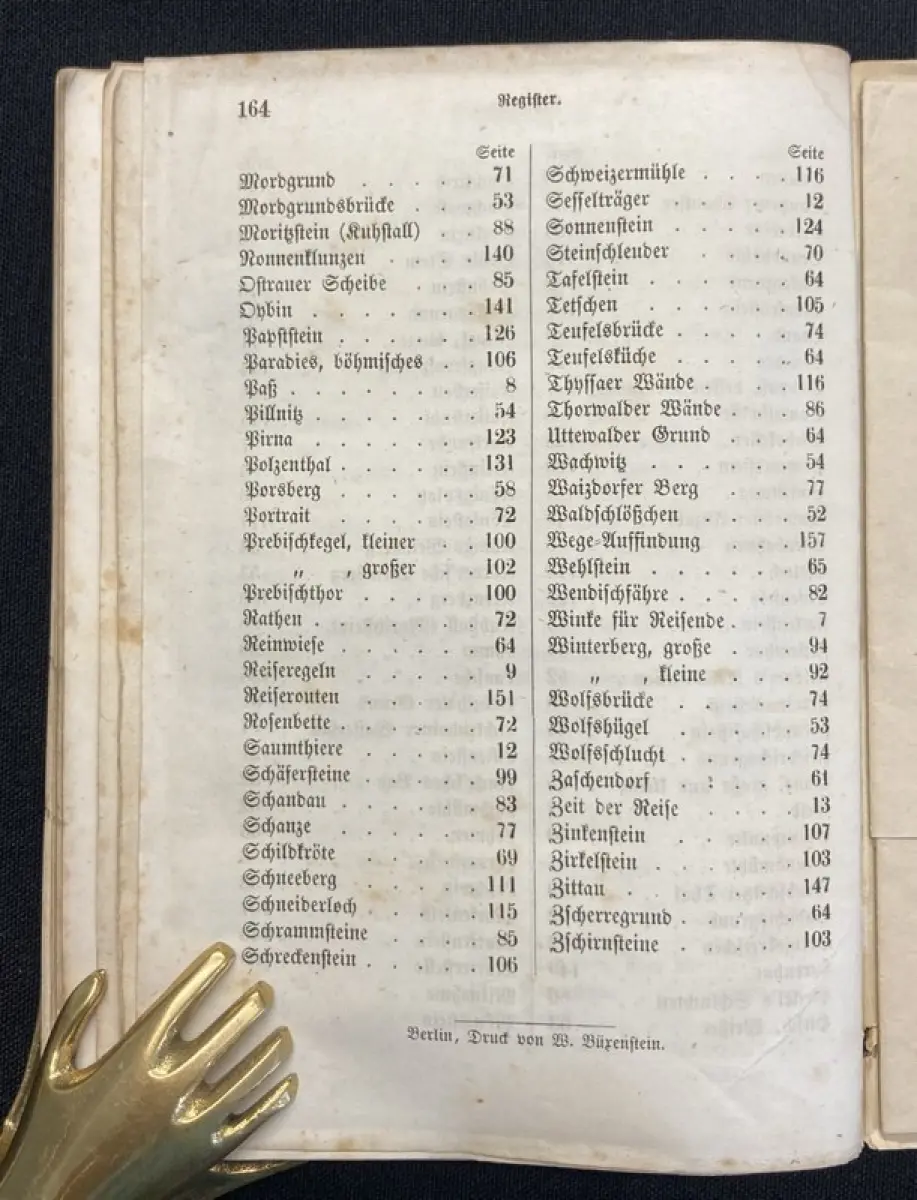 164
Register.
Seite
Mordgrund . . . . . 71
Mordgrundsbrücke . . . 53
Moritzstein (Kuhstall) . . 88
Nonnenklunzen . . . . 140
Ostrauer Scheibe . . . 85
Oybin . . . . . . . 141
Papststein . . . . . . 126
Paradies, böhmisches . . 106
Paß . . . . . . . 8
Pillnitz . . . . . . . 54
Pirna . . . . . . . 123
Polzenthal . . . . . . 131
Porsberg . . . . . . 58
Portrait . . . . . 72
Prebischkegel, kleiner . . 100
„ , großer . . 102
Prebischthor . . . . . 100
Rathen . . . . . . . 72
Reinwiese . . . . . . 64
Reiseregeln . . . . . 9
Reiserouten . . . . . 151
Rosenbette . . . . . 72
Saumthiere . . . . . 12
Schäfersteine . . . . . 99
Schandau . . . . . . 83
Schanze . . . . . . 77
Schildkröte . . . . . 69
Schneeberg . . . . . 111
Schneiderloch . . . . . 115
Schrammsteine . . . . 85
Schreckenstein . . . . . 106
Seite
Schweizermühle . . . . 116
Sesselträger . . . . . 12
Sonnenstein . . . . . 124
Steinschleuder . . . . 70
Tafelstein . . . . . . 64
Tetschen . . . . . . 105
Teufelsbrücke . . . . . 74
Teufelsküche . . . . . 64
Thyssaer Wände . . . . 116
Thorwalder Wände . . . 86
Uttewalder Grund . . . 64
Wachwitz . . . . . . 54
Waizdorfer Berg . . . 77
Waldschlößchen . . . . 52
Wege-Auffindung . . . 157
Wehlstein . . . . . . 65
Wendischfähre . . . . . 82
Winke für Reisende . . . 7
Winterberg, große . . . 94
„ , kleine . . . 92
Wolfsbrücke . . . . . 74
Wolfshügel . . . . . 53
Wolfsschlucht . . . . . 74
Zaschendorf . : . . . 61
Zeit der Reise . . . . 13
Zinkenstein . . . . . 107
Zirkelstein . . . . . 103
Zittau . . . . . . 147
Zscherregrund . . . . . 64
Zschirnsteine . . . . . 103
Berlin, Druck von W. Büxenstein.